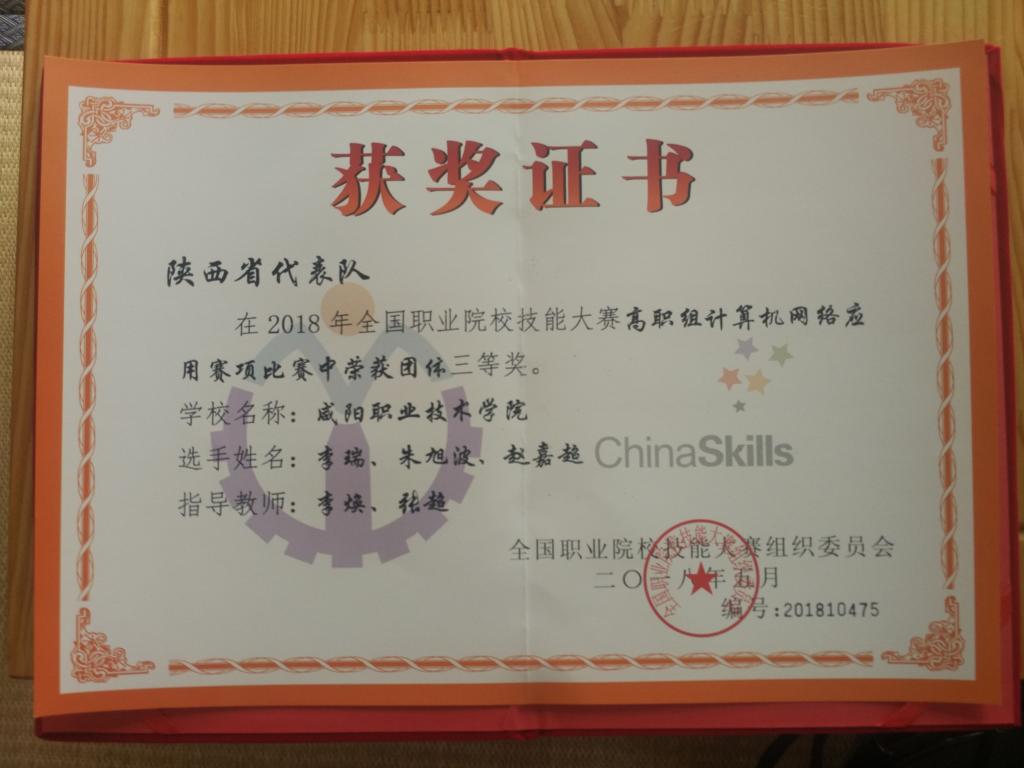 获奖证书
陕西省代表队
在2018年全国职业院校技能大赛高职组计算机网络应
用赛项比赛中荣获团体三等奖。
学校名称：咸阳职业技术学院
选手姓名：李瑞、朱旭波、赵嘉超
ChinaSkills
指导教师：李焕、张超
全国职业院校技能大赛组织委员会
二〇一八年五月
编号:201810475